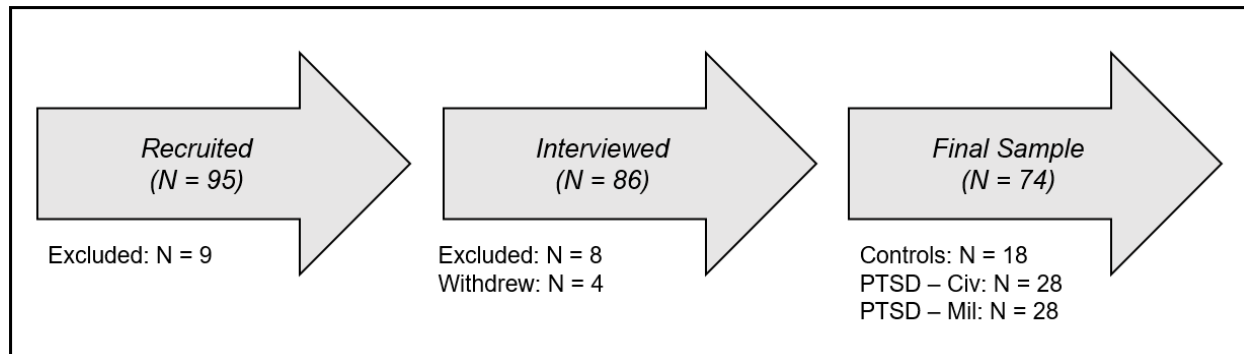 Recruited
(N = 95)
Excluded: N = 9
Interviewed
(N = 86)
Excluded: N = 8
Withdrew: N = 4
Final Sample
(N = 74)
Controls: N = 18
PTSD – Civ: N = 28
PTSD – Mil: N = 28